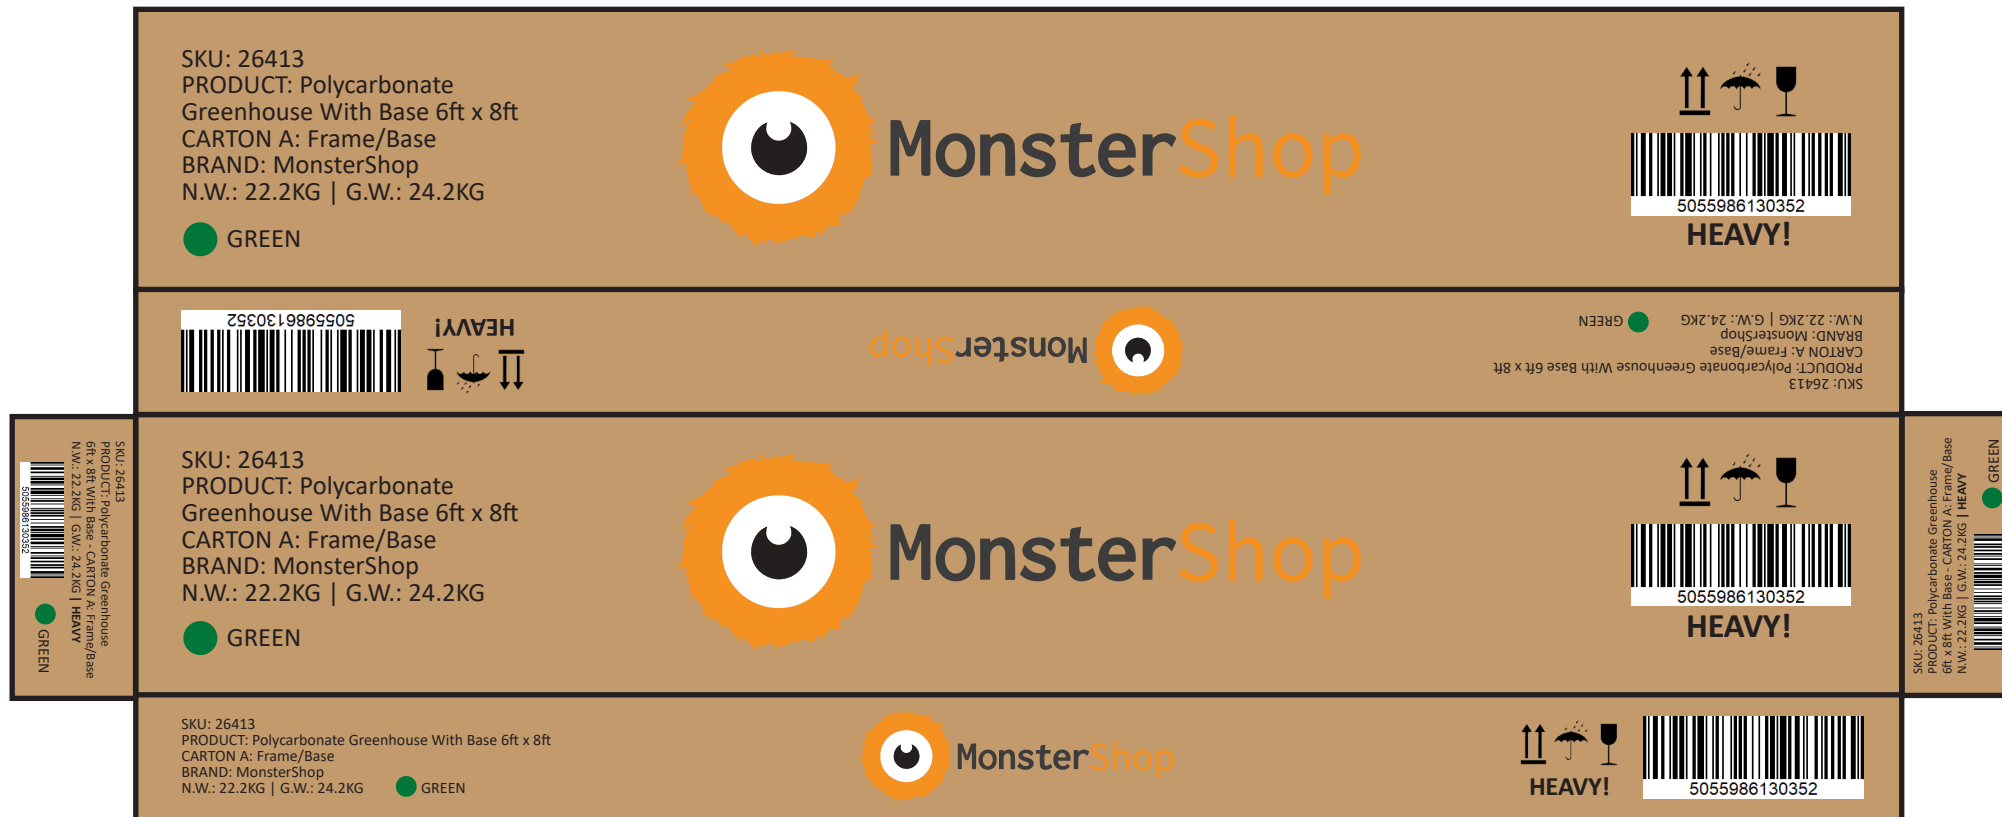 SKU: 26413
PRODUCT: Polycarbonate
Greenhouse With Base 6ft x 8ft
CARTON A: Frame/Base
BRAND: MonsterShop
N.W.: 22.2KG | G.W.: 24.2KG
GREEN
MonsterShop
5055986130352
HEAVY!
5055986130352
HEAVY!
MonsterShop
SKU: 26413
PRODUCT: Polycarbonate Greenhouse With Base 6ft x 8ft
CARTON A: Frame/Base
BRAND: MonsterShop
N.W.: 22.2KG | G.W.: 24.2KG
GREEN
SKU: 26413
PRODUCT: Polycarbonate Greenhouse
6ft x 8ft With Base - CARTON A: Frame/Base
N.W.: 22.2KG | G.W.: 24.2KG | HEAVY
5055986130352
GREEN
SKU: 26413
PRODUCT: Polycarbonate
Greenhouse With Base 6ft x 8ft
CARTON A: Frame/Base
BRAND: MonsterShop
N.W.: 22.2KG | G.W.: 24.2KG
GREEN
MonsterShop
5055986130352
HEAVY!
SKU: 26413
PRODUCT: Polycarbonate Greenhouse
6ft x 8ft With Base - CARTON A: Frame/Base
N.W.: 22.2KG | G.W.: 24.2KG | HEAVY
GREEN
SKU: 26413
PRODUCT: Polycarbonate Greenhouse With Base 6ft x 8ft
CARTON A: Frame/Base
BRAND: MonsterShop
N.W.: 22.2KG | G.W.: 24.2KG
GREEN
MonsterShop
HEAVY!
5055986130352